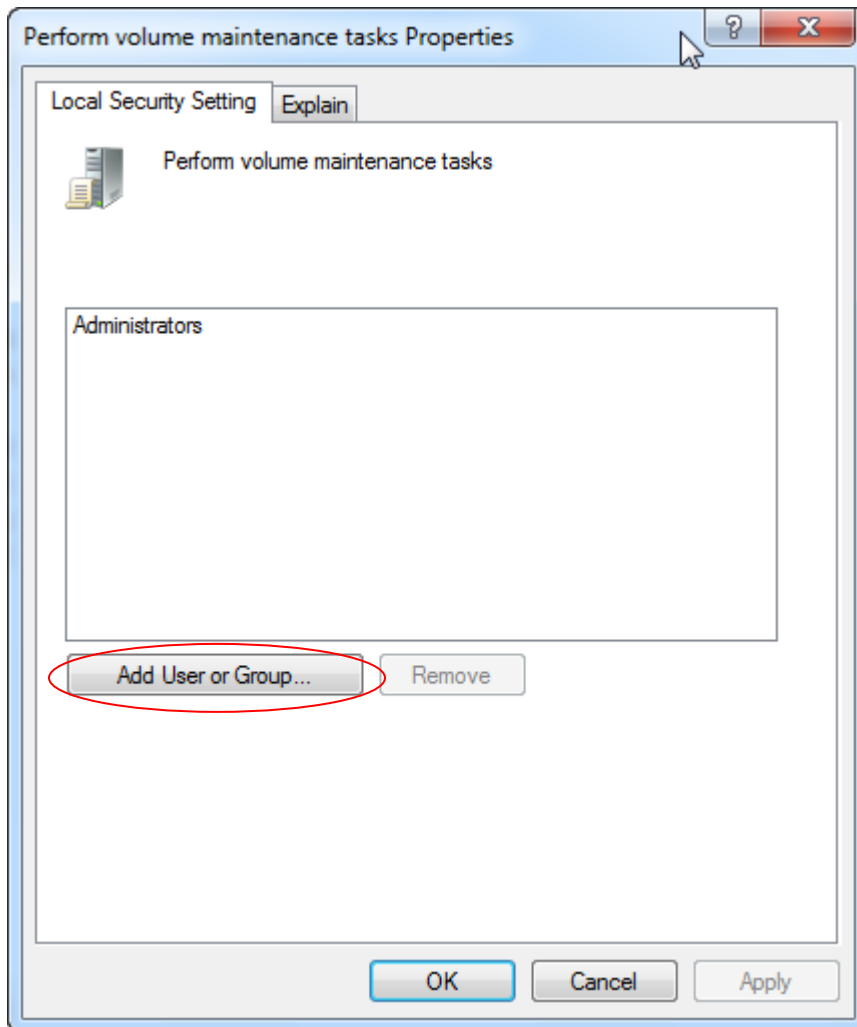 Perform volume maintenance tasks Properties
Local Security Setting
Explain
Perform volume maintenance tasks
Administrators
Add User or Group...
Remove
OK
Cancel
Apply